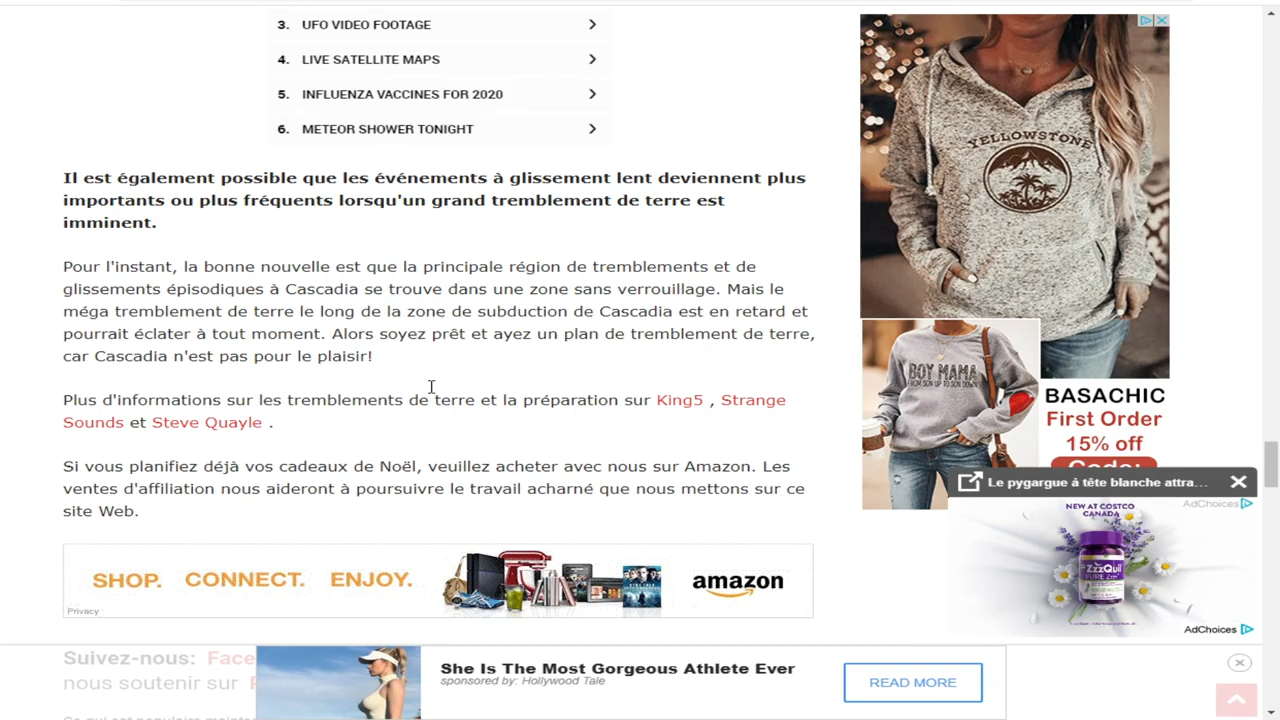 3. UFO VIDEO FOOTAGE
4. LIVE SATELLITE MAPS
5. INFLUENZA VACCINES FOR 2020
6. METEOR SHOWER TONIGHT
Il est également possible que les événements à glissement lent deviennent plus
importants ou plus fréquents lorsqu'un grand tremblement de terre est
imminent.
Pour l'instant, la bonne nouvelle est que la principale région de tremblements et de
glissements épisodiques à Cascadia se trouve dans une zone sans verrouillage. Mais le
méga tremblement de terre le long de la zone de subduction de Cascadia est en retard et
pourrait éclater à tout moment. Alors soyez prêt et ayez un plan de tremblement de terre,
car Cascadia n'est pas pour le plaisir!
Plus d'informations sur les tremblements de terre et la préparation sur King5 , Strange
Sounds et Steve Quayle .
Si vous planifiez déjà vos cadeaux de Noël, veuillez acheter avec nous sur Amazon. Les
ventes d'affiliation nous aideront à poursuivre le travail acharné que nous mettons sur ce
site Web.
SHOP. CONNECT. ENJOY. amazon
Privacy
Suivez-nous: Face
nous soutenir sur
She Is The Most Gorgeous Athlete Ever
sponsored by: Hollywood Tale
READ MORE
YELLOWSTONE
BOY MAMA
FROM SON UP TO SON DOWN
BASACHIC
First Order
15% off
Code:
Le pygargue à tête blanche attra...
AdChoices
NEW AT COSTCO
CANADA
ZzzQuil
PURE Zzzs
AdChoices